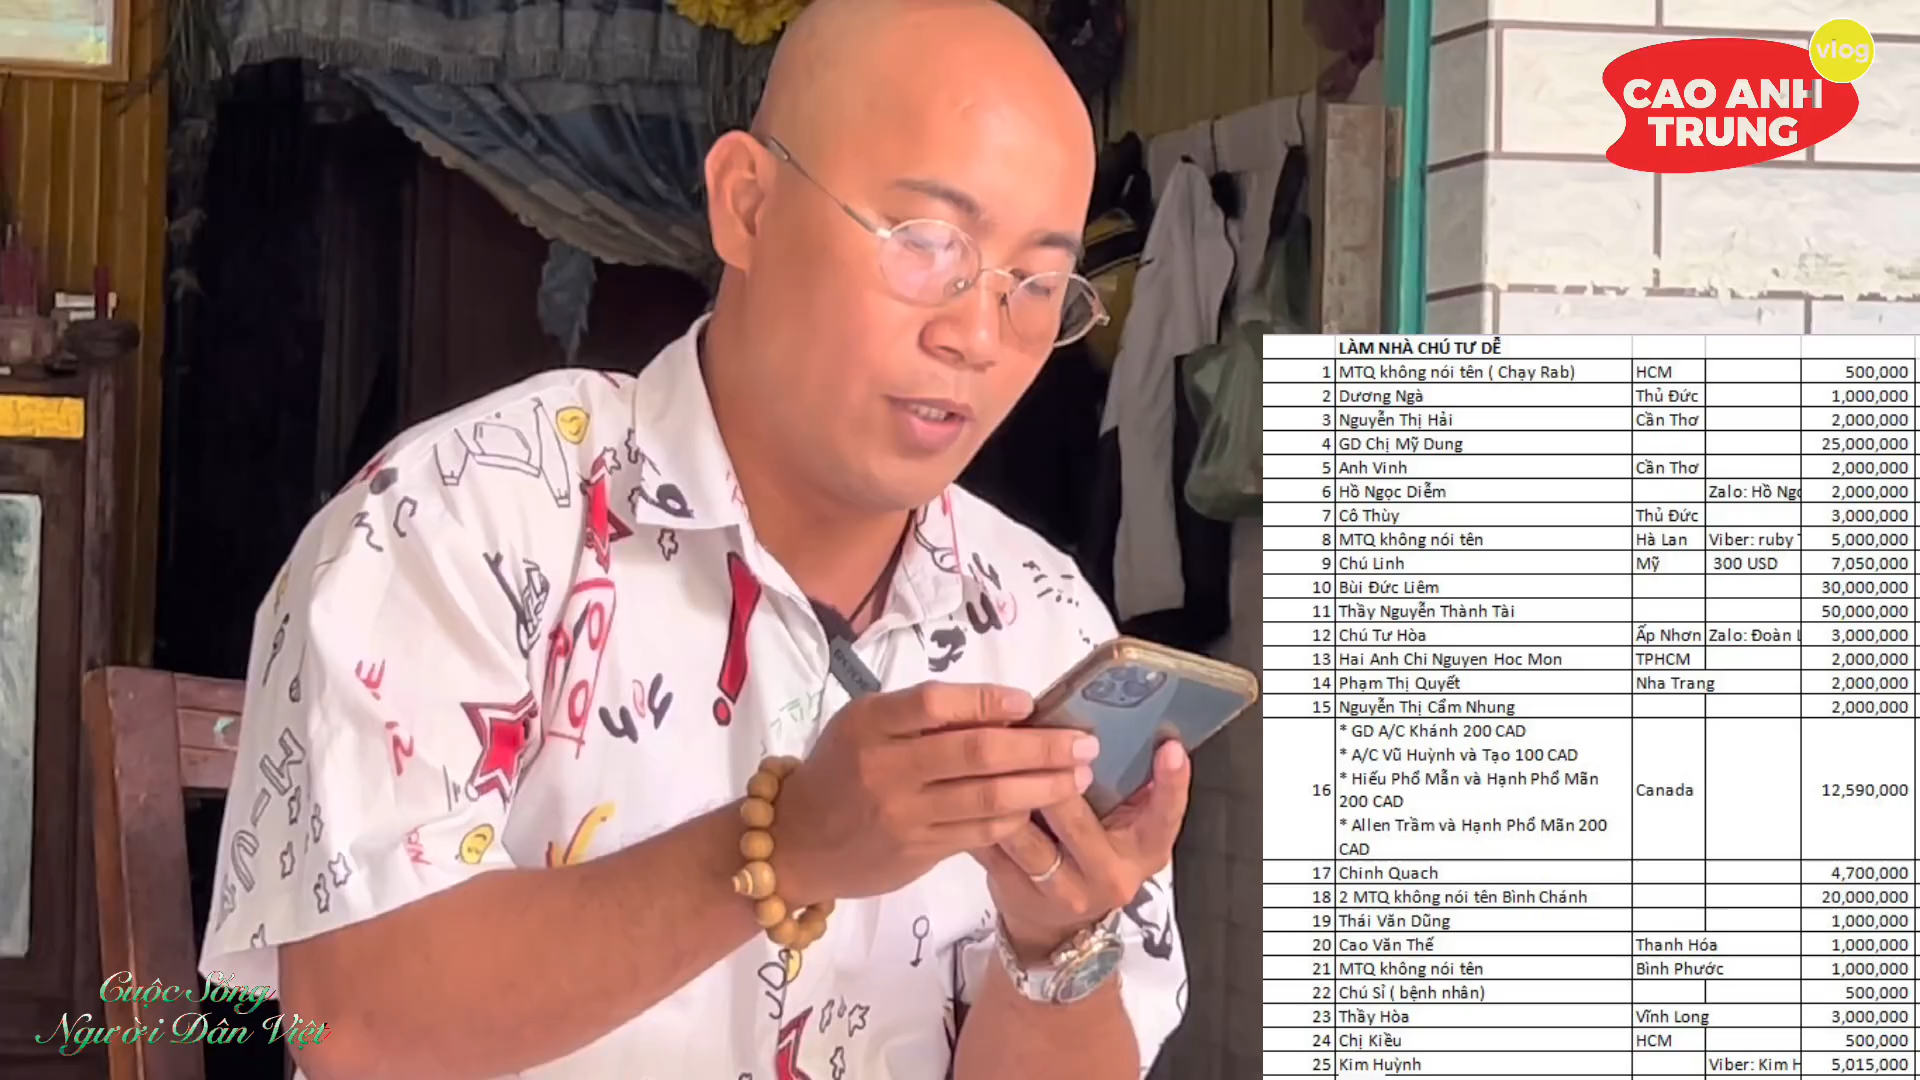 vlog
CAO ANH
TRUNG
LÀM NHÀ CHÚ TƯ DỄ
1 MTQ không nói tên ( Chạy Rab) HCM 500,000
2 Dương Ngà Thủ Đức 1,000,000
3 Nguyễn Thị Hải Cần Thơ 2,000,000
4 GD Chị Mỹ Dung 25,000,000
5 Anh Vinh Cần Thơ 2,000,000
6 Hồ Ngọc Diễm Zalo: Hồ Ngọ 2,000,000
7 Cô Thùy Thủ Đức 3,000,000
8 MTQ không nói tên Hà Lan Viber: ruby T 5,000,000
9 Chú Linh Mỹ 300 USD 7,050,000
10 Bùi Đức Liêm 30,000,000
11 Thầy Nguyễn Thành Tài 50,000,000
12 Chú Tư Hòa Ấp Nhơn Zalo: Đoàn L 3,000,000
13 Hai Anh Chi Nguyen Hoc Mon TPHCM 2,000,000
14 Phạm Thị Quyết Nha Trang 2,000,000
15 Nguyễn Thị Cẩm Nhung 2,000,000
* GD A/C Khánh 200 CAD
* A/C Vũ Huỳnh và Tạo 100 CAD
* Hiếu Phổ Mẫn và Hạnh Phổ Mãn
16 200 CAD Canada 12,590,000
* Allen Trầm và Hạnh Phổ Mãn 200
CAD
17 Chinh Quach 4,700,000
18 2 MTQ không nói tên Bình Chánh 20,000,000
19 Thái Văn Dũng 1,000,000
20 Cao Văn Thế Thanh Hóa 1,000,000
21 MTQ không nói tên Bình Phước 1,000,000
22 Chú Sỉ ( bệnh nhân) 500,000
23 Thầy Hòa Vĩnh Long 3,000,000
24 Chị Kiều HCM 500,000
25 Kim Huỳnh Viber: Kim H 5,015,000
Cuộc Sống
Người Dân Việt